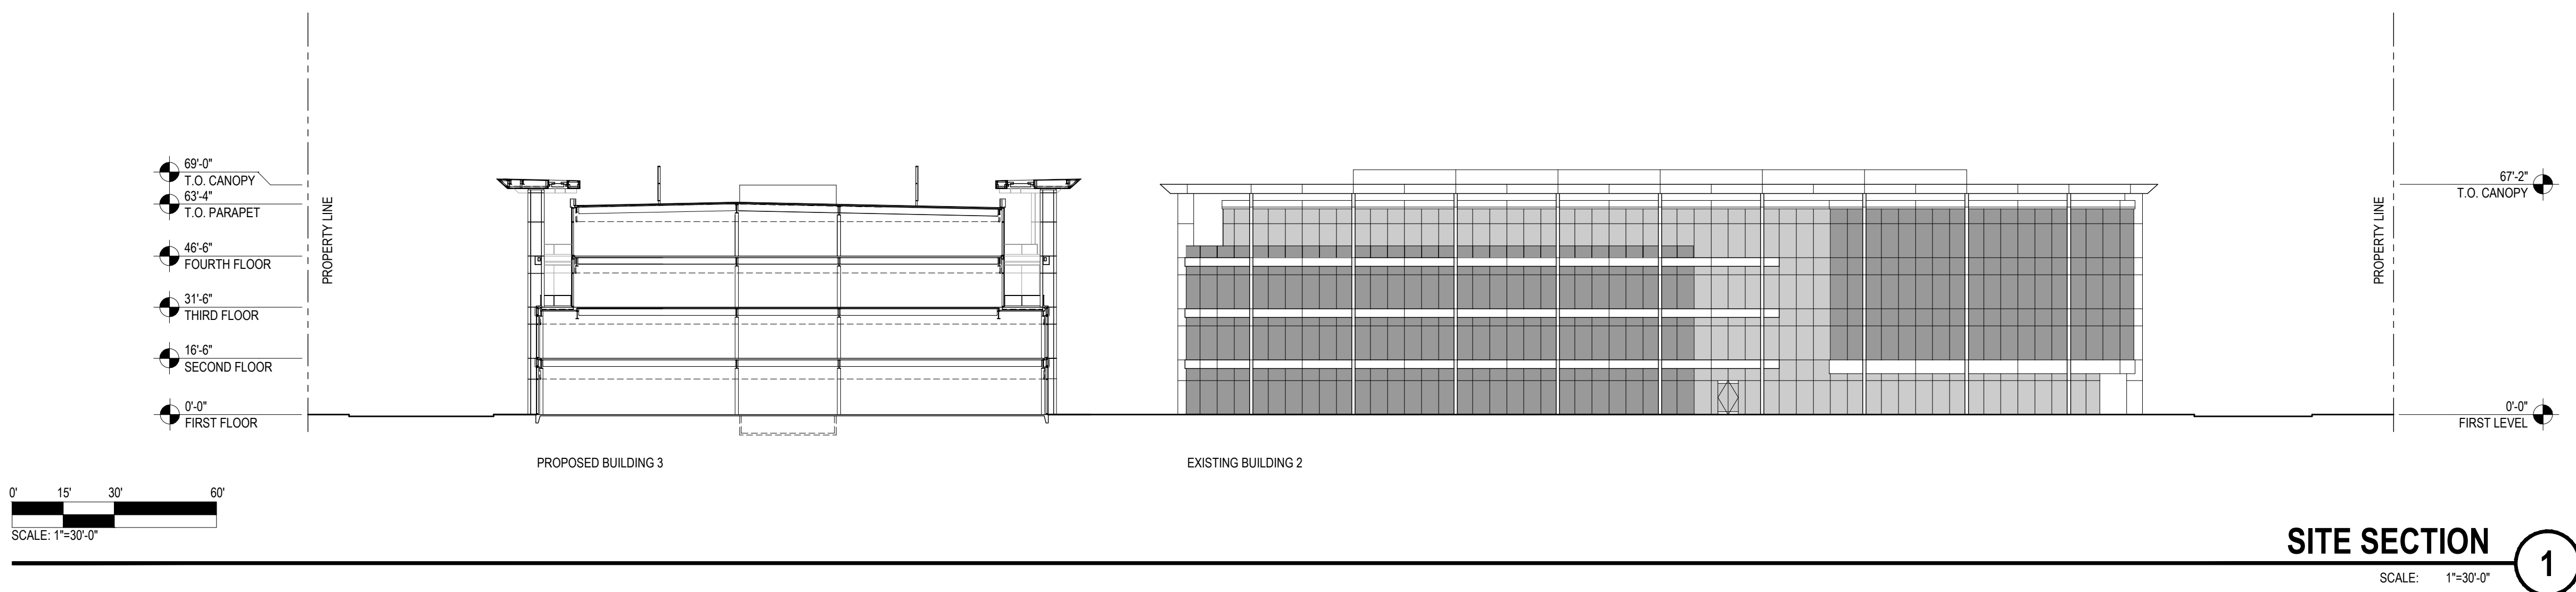 69'-0"
T.O. CANOPY
63'-4"
T.O. PARAPET
46'-6"
FOURTH FLOOR
31'-6"
THIRD FLOOR
16'-6"
SECOND FLOOR
0'-0"
FIRST FLOOR
PROPERTY LINE
PROPERTY LINE
67'-2"
T.O. CANOPY
0'-0"
FIRST LEVEL
PROPOSED BUILDING 3
EXISTING BUILDING 2
0' 15' 30' 60'
SCALE: 1"=30'-0"
SITE SECTION
1
SCALE: 1"=30'-0"